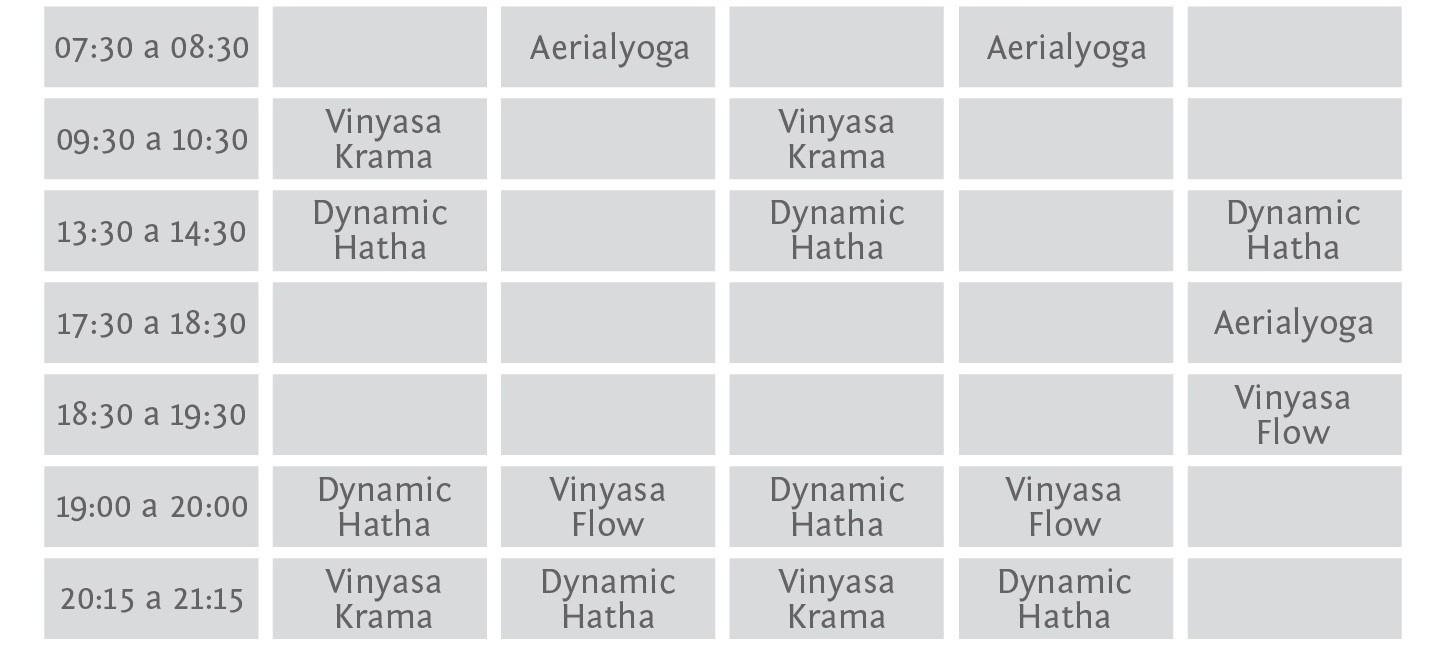 07:30 a 08:30 Aerialyoga Aerialyoga
09:30 a 10:30 Vinyasa Krama Vinyasa Krama
13:30 a 14:30 Dynamic Hatha Dynamic Hatha Dynamic Hatha
17:30 a 18:30 Aerialyoga
18:30 a 19:30 Vinyasa Flow
19:00 a 20:00 Dynamic Hatha Vinyasa Flow Dynamic Hatha Vinyasa Flow
20:15 a 21:15 Vinyasa Krama Dynamic Hatha Vinyasa Krama Dynamic Hatha